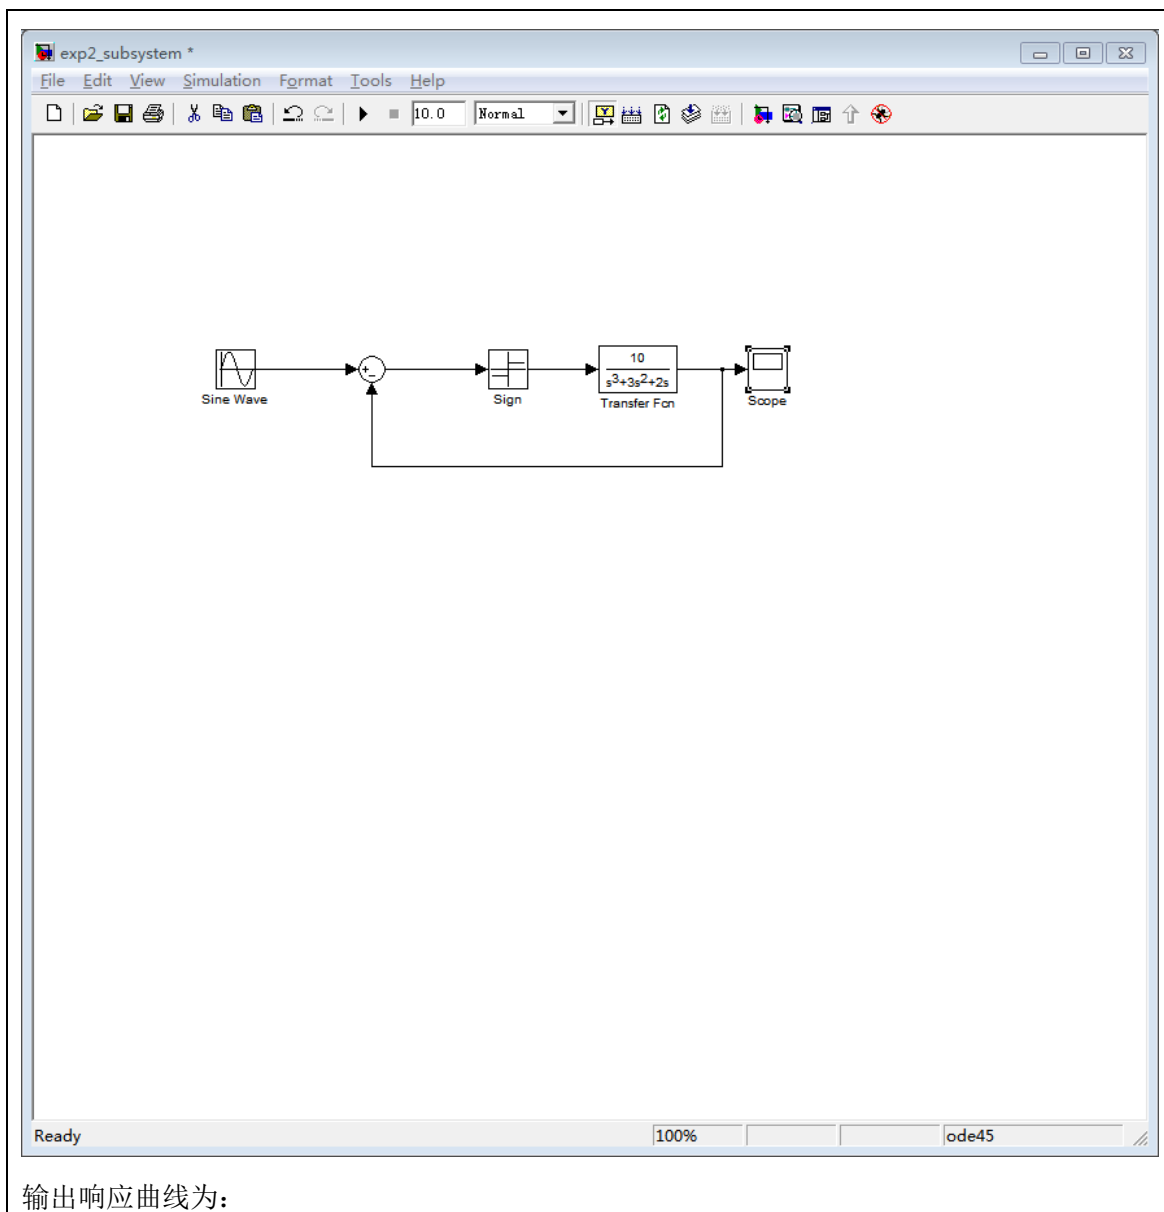 exp2_subsystem *
File Edit View Simulation Format Tools Help
10.0 Normal
+
-
10
s³+3s²+2s
Sine Wave
Sign
Transfer Fcn
Scope
Ready 100% ode45
输出响应曲线为：